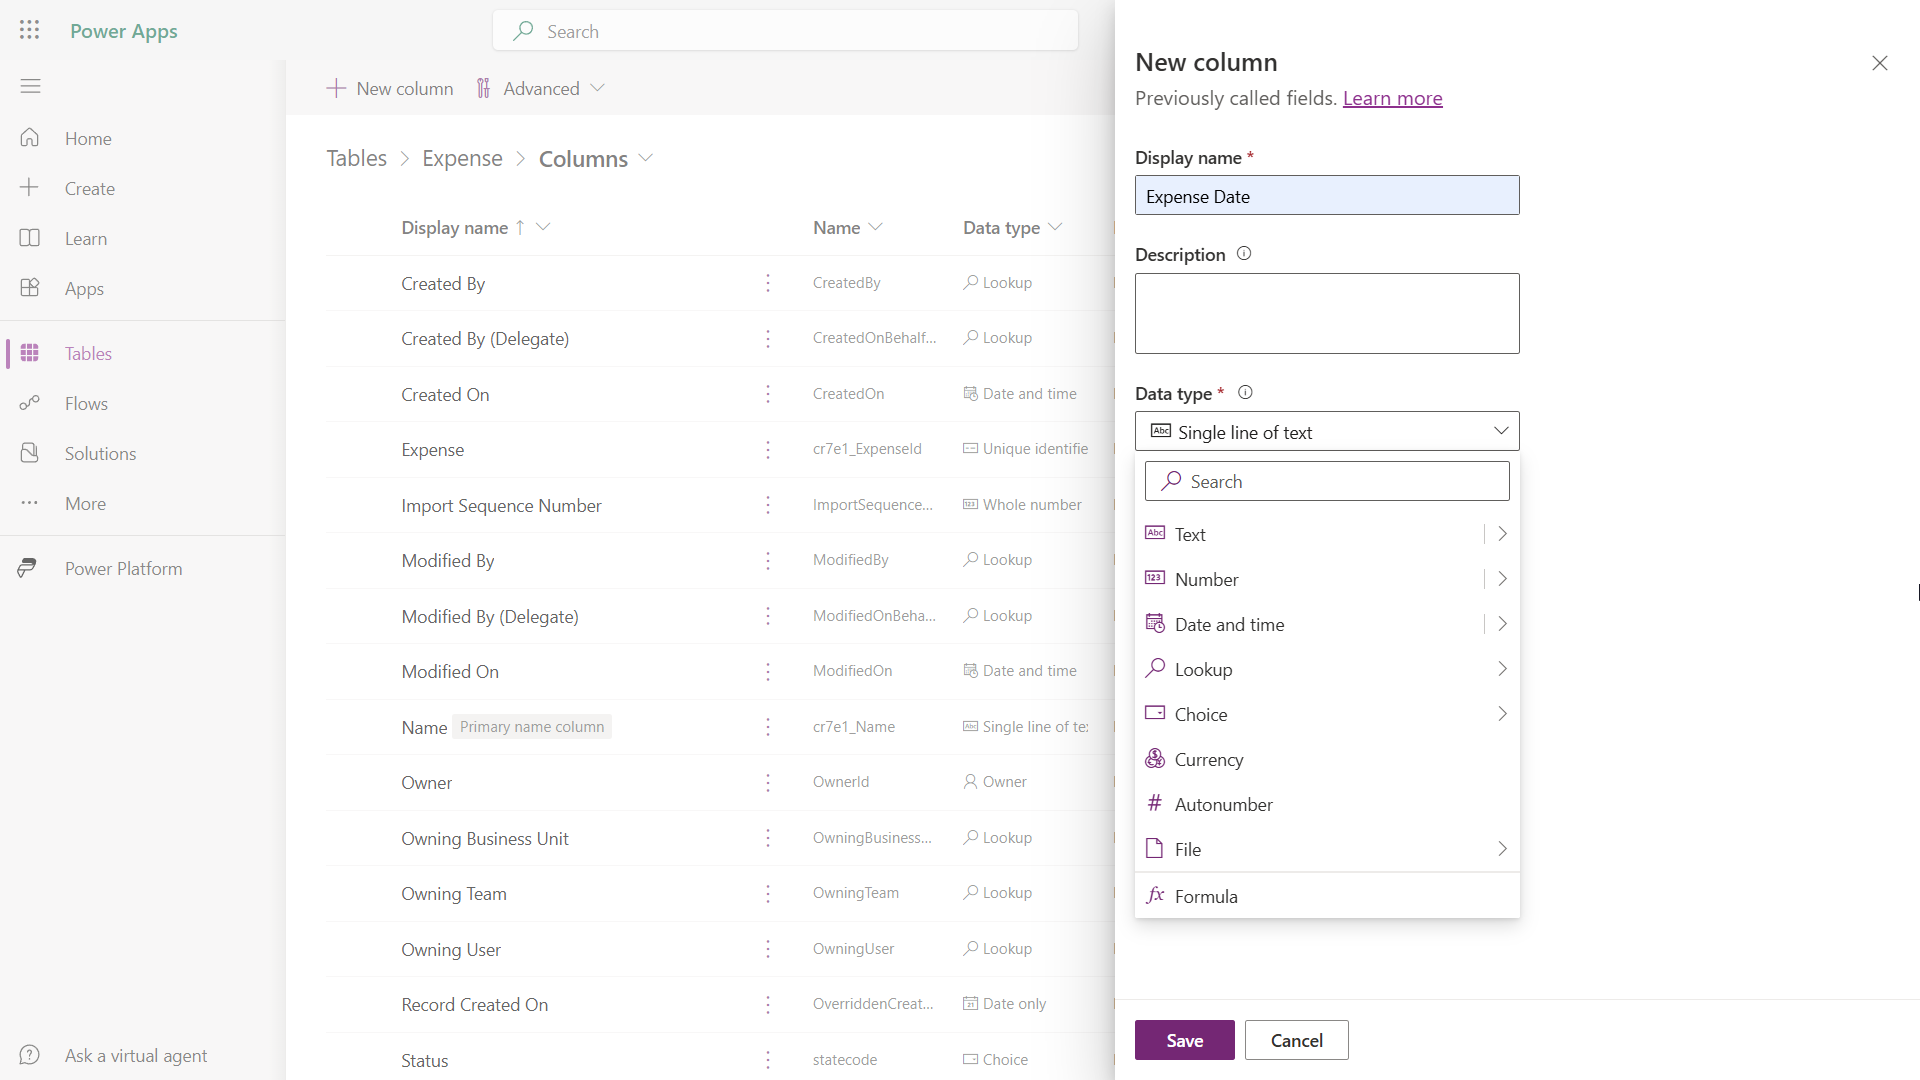 Power Apps
Search
Home
Create
Learn
Apps
Tables
Flows
Solutions
More
Power Platform
Ask a virtual agent
New column
Advanced
Tables
Expense
Columns
Display name Name Data type
Created By CreatedBy Lookup
Created By (Delegate) CreatedOnBehalf... Lookup
Created On CreatedOn Date and time
Expense cr7e1_ExpenseId Unique identifie
Import Sequence Number ImportSequence... Whole number
Modified By ModifiedBy Lookup
Modified By (Delegate) ModifiedOnBeha... Lookup
Modified On ModifiedOn Date and time
Name Primary name column cr7e1_Name Single line of te
Owner OwnerId Owner
Owning Business Unit OwningBusiness... Lookup
Owning Team OwningTeam Lookup
Owning User OwningUser Lookup
Record Created On OverriddenCreat... Date only
Status statecode Choice
New column
Previously called fields. Learn more
Display name *
Expense Date
Description
Data type *
Abc Single line of text
Search
Abc Text
123 Number
Date and time
Lookup
Choice
Currency
# Autonumber
File
fx Formula
Save
Cancel